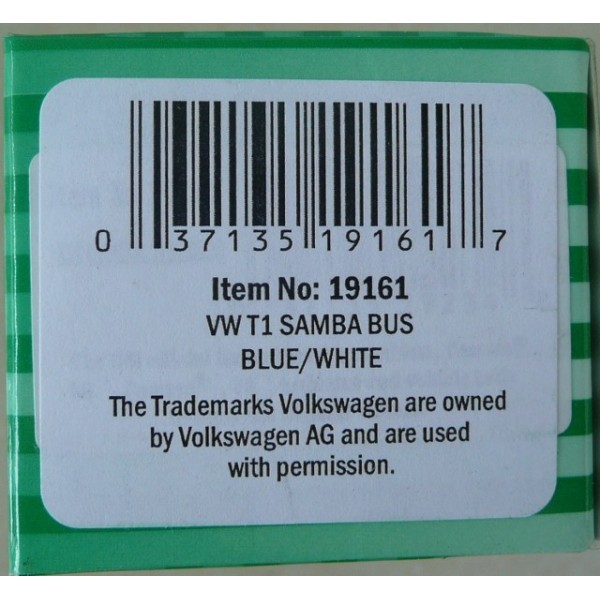 0 37135 19161 7
Item No: 19161
VW T1 SAMBA BUS
BLUE/WHITE
The Trademarks Volkswagen are owned
by Volkswagen AG and are used
with permission.